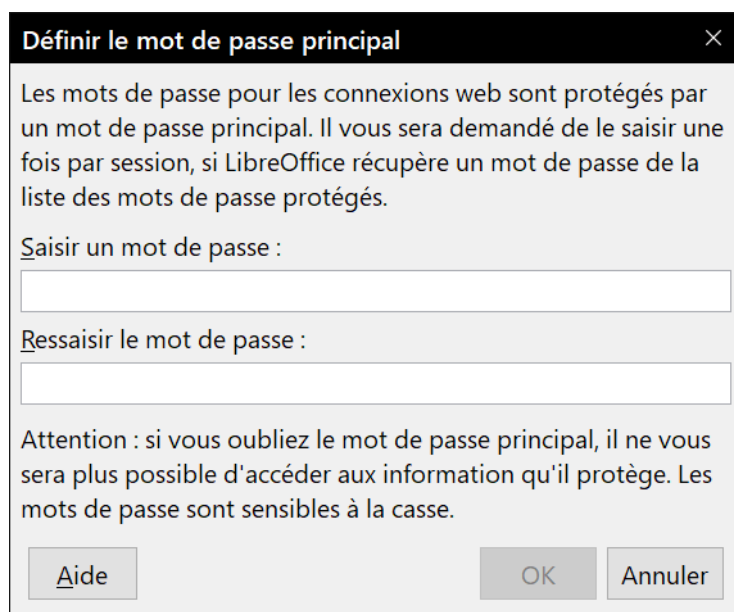 Définir le mot de passe principal
Les mots de passe pour les connexions web sont protégés par
un mot de passe principal. Il vous sera demandé de le saisir une
fois par session, si LibreOffice récupère un mot de passe de la
liste des mots de passe protégés.
Saisir un mot de passe :
Ressaisir le mot de passe :
Attention : si vous oubliez le mot de passe principal, il ne vous
sera plus possible d'accéder aux information qu'il protège. Les
mots de passe sont sensibles à la casse.
Aide OK Annuler